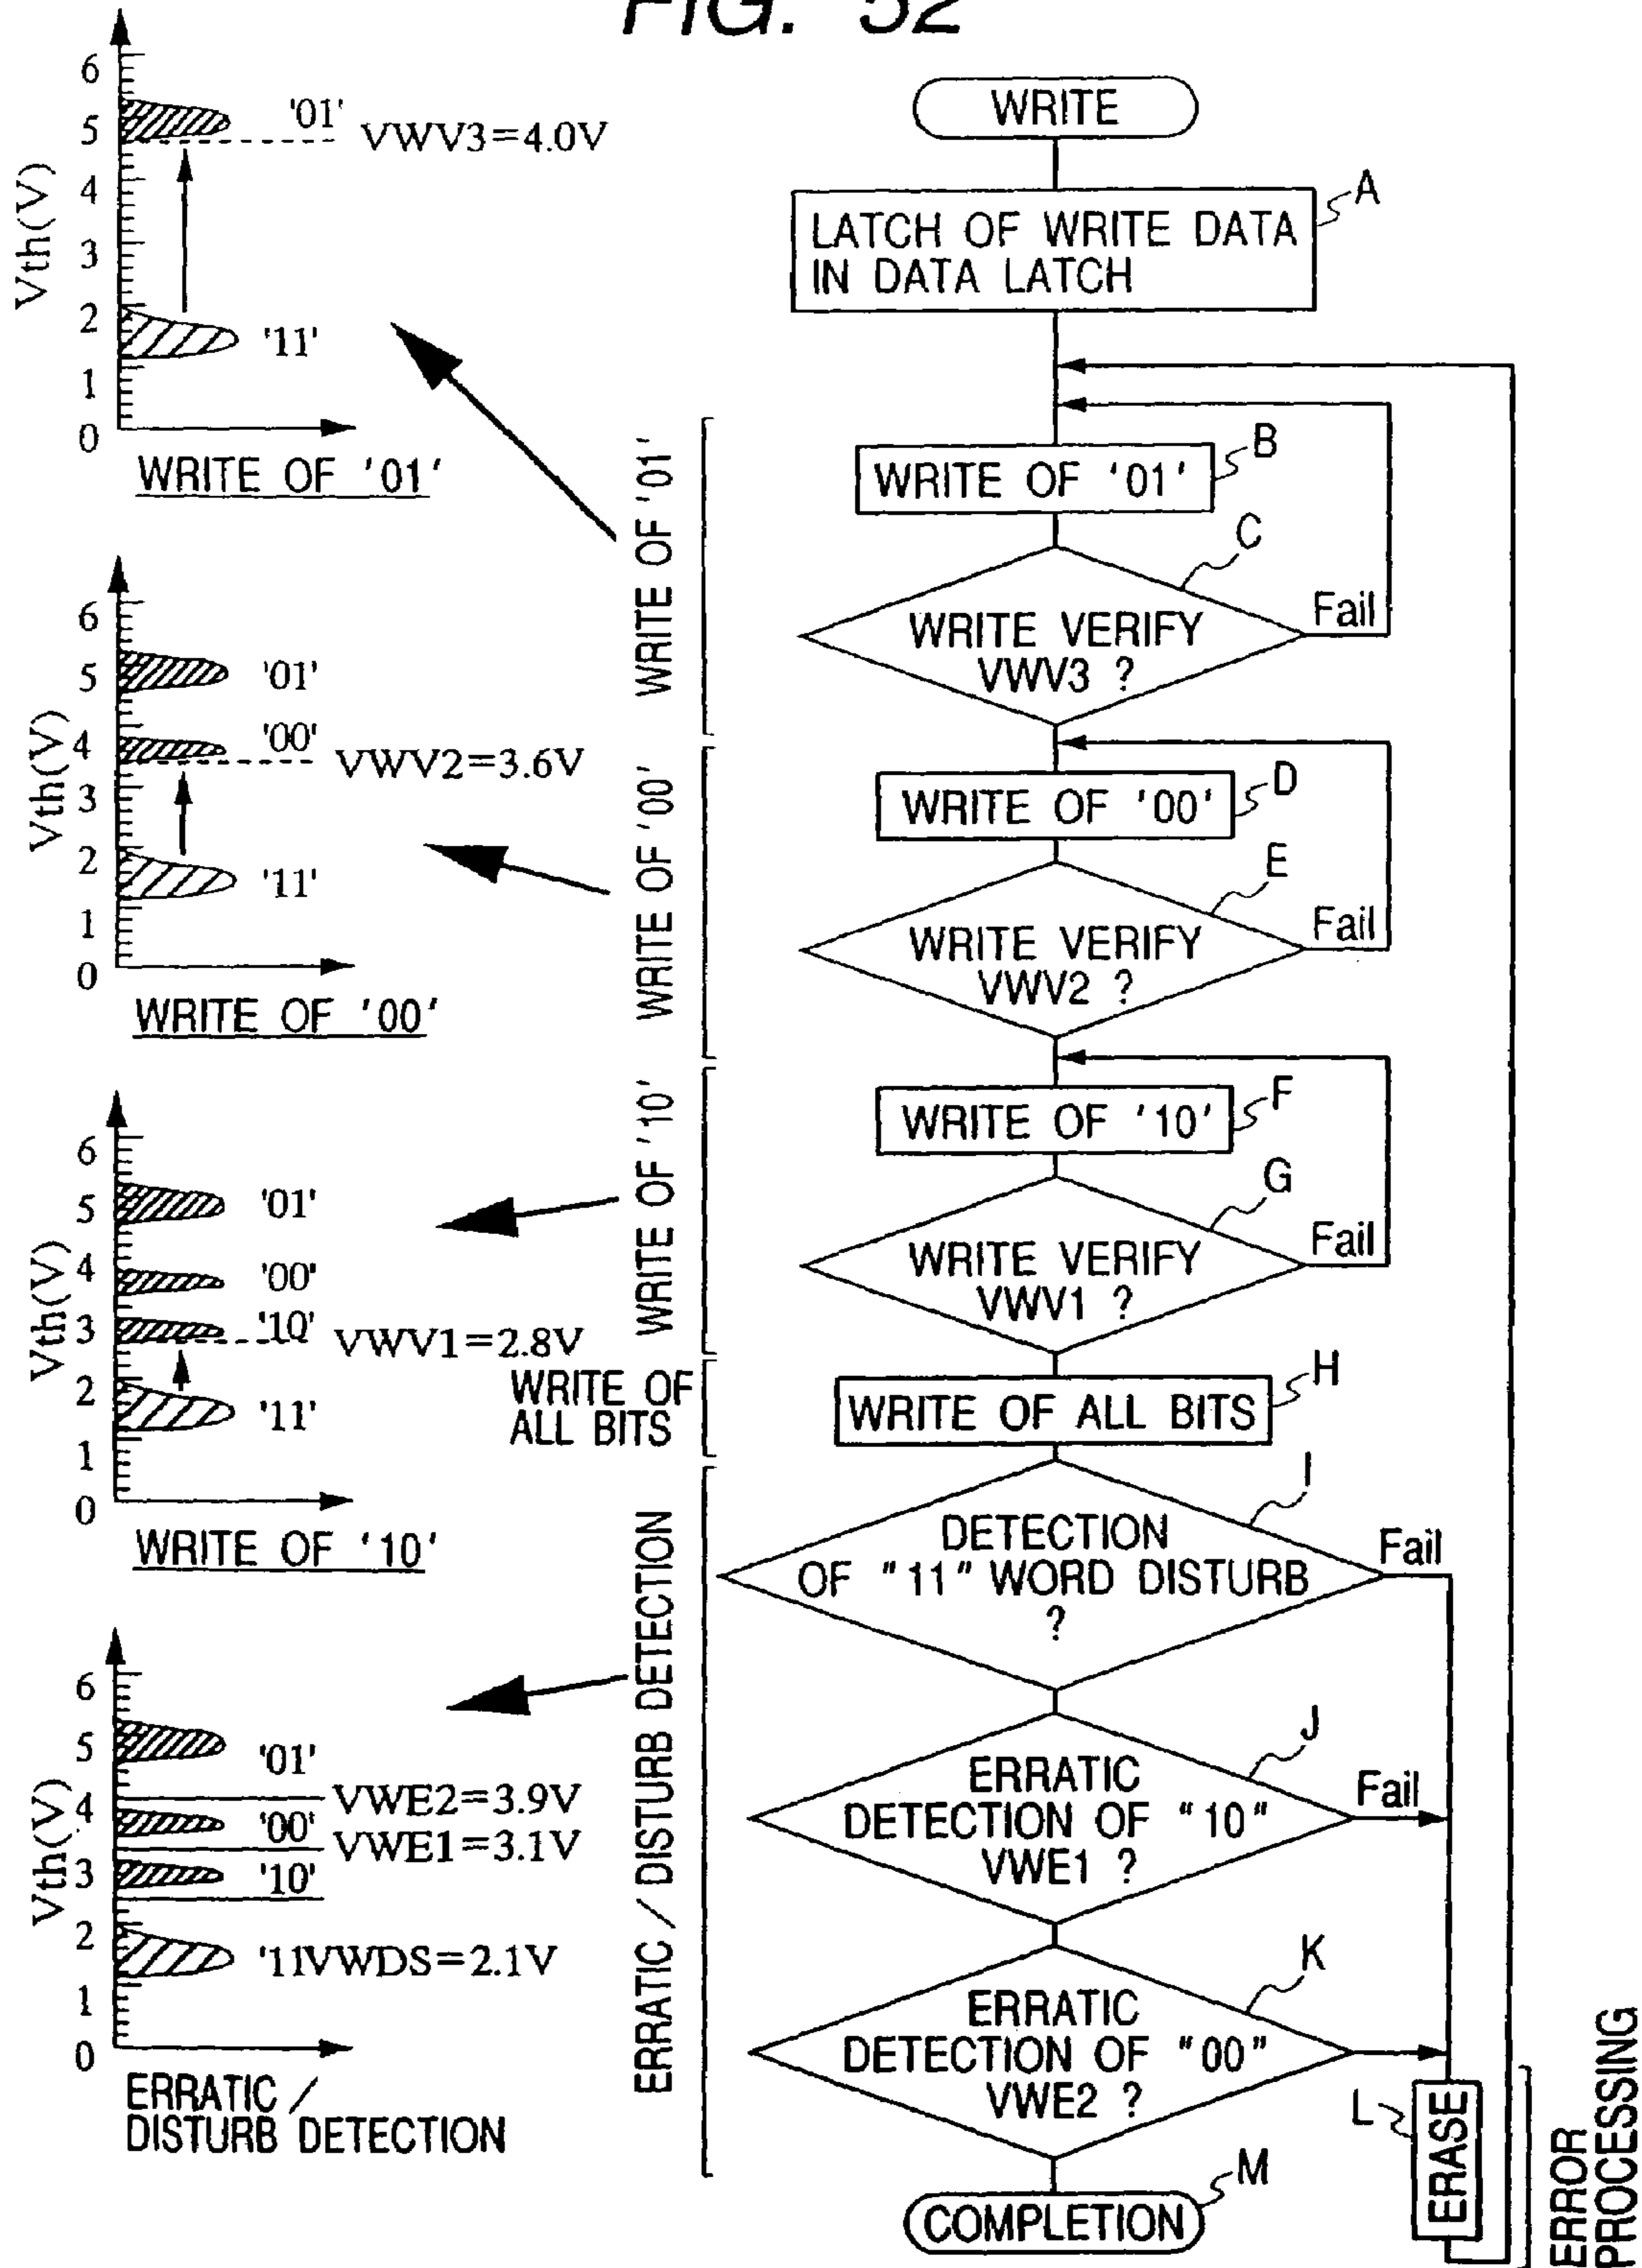 FIG. 52
6
5
4
3
2
1
0
Vth(V)
'01'
VWV3=4.0V
'11'
WRITE OF '01'
6
5
4
3
2
1
0
Vth(V)
'01'
'00'
VWV2=3.6V
'11'
WRITE OF '00'
6
5
4
3
2
1
0
Vth(V)
'01'
'00'
'10'
VWV1=2.8V
'11'
WRITE OF '10'
6
5
4
3
2
1
0
Vth(V)
'01'
VWE2=3.9V
'00'
VWE1=3.1V
'10'
'11VWDS=2.1V
ERRATIC /
DISTURB DETECTION
WRITE OF '01'
WRITE OF '00'
WRITE OF '10'
WRITE OF
ALL BITS
ERRATIC / DISTURB DETECTION
WRITE
A
LATCH OF WRITE DATA
IN DATA LATCH
B
WRITE OF '01'
C
WRITE VERIFY
VWV3 ?
Fail
D
WRITE OF '00'
E
WRITE VERIFY
VWV2 ?
Fail
F
WRITE OF '10'
G
WRITE VERIFY
VWV1 ?
Fail
H
WRITE OF ALL BITS
I
DETECTION
OF "11" WORD DISTURB
?
Fail
J
ERRATIC
DETECTION OF "10"
VWE1 ?
Fail
K
ERRATIC
DETECTION OF "00"
VWE2 ?
L
ERASE
ERROR
PROCESSING
M
COMPLETION